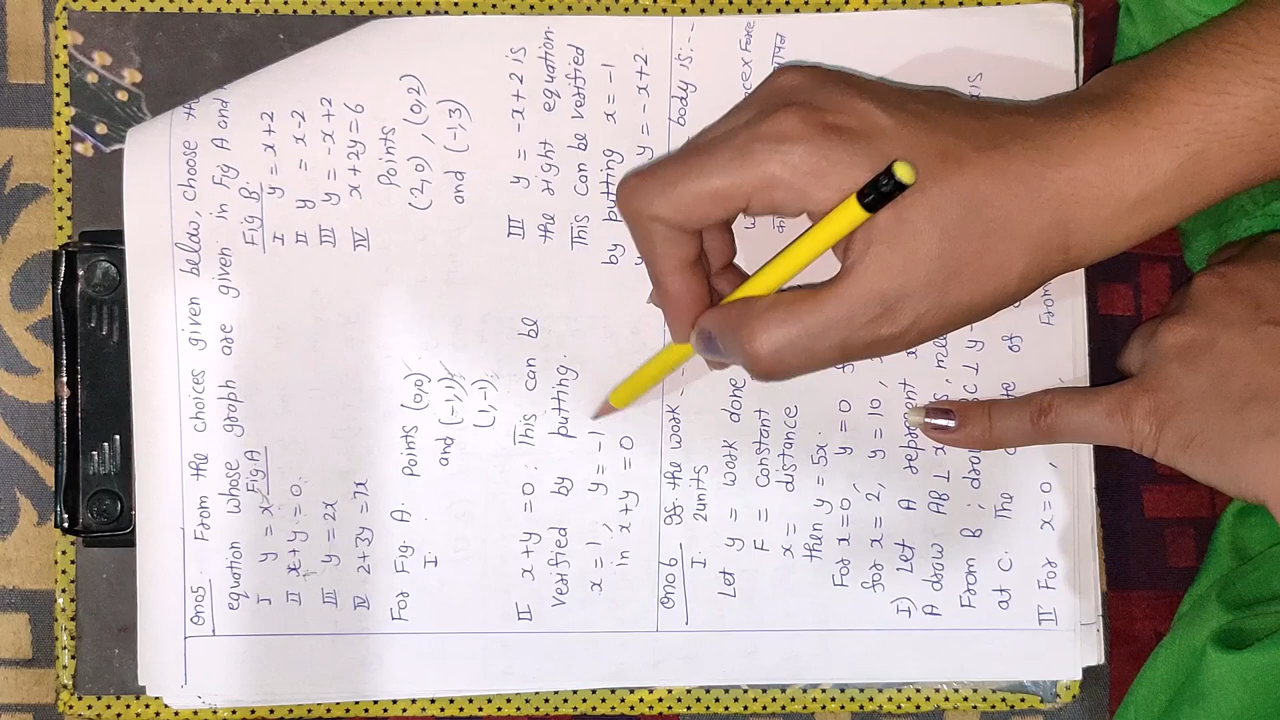 Qno5. From the choices given below, choose
equation whose graph are given in Fig A and
Fig.A
I y = x
II x+y = 0.
III y = 2x
IV 2+3y = 7x
Fig B.
I y = x+2
II y = x-2
III y = -x+2
IV x+2y = 6
For Fig. A. Points (0,0)
I. and (-1,1)
(1,-1).
Points
(2,0), (0,2)
and (-1,3)
II x+y = 0. This can be
verified by putting.
x = 1, y = -1
in x+y = 0
III y = -x+2 is
the right equation.
This can be verified
by putting x = -1
y = -x+2.
Qno6 If the work
body is:--
I. 2units
Let y = work done
F = constant
x = distance
then y = 5x.
For x=0 y = 0
for x = 2, y = 10,
I) Let A represent x
A draw AB ⊥ x
From B ; ⊥ y-
at C. The of
II For x=0, From